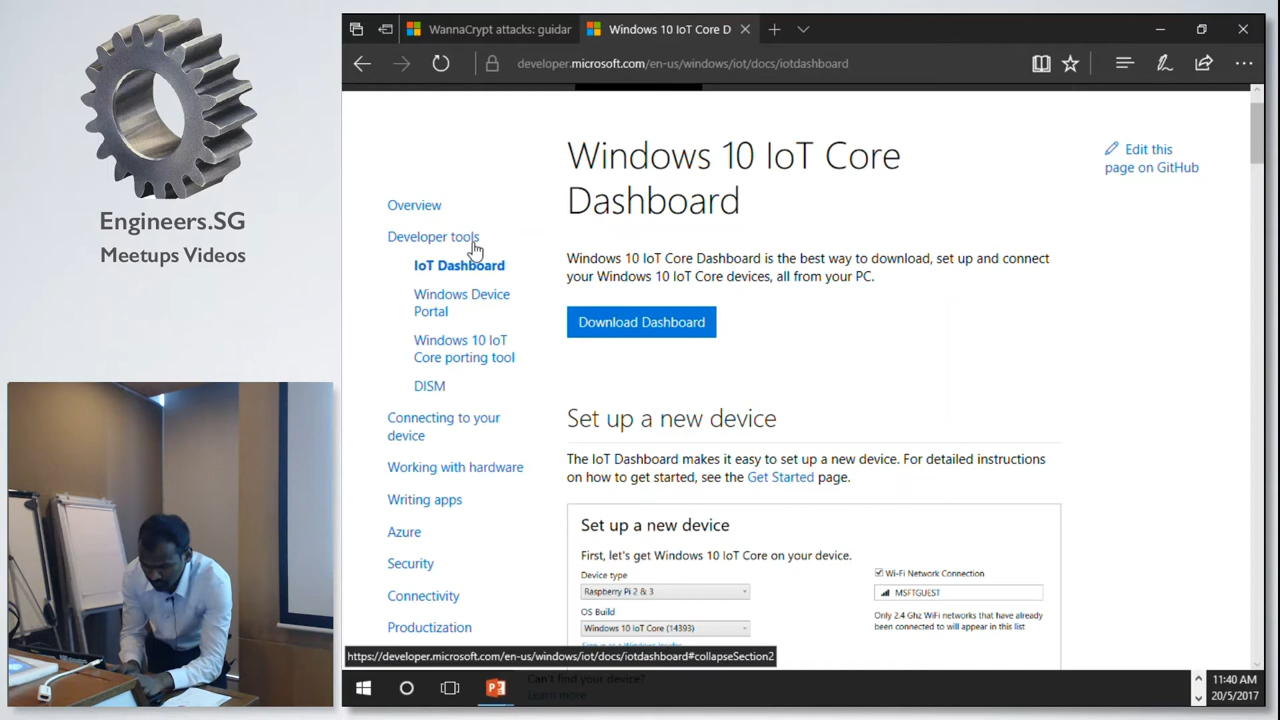 WannaCrypt attacks: guidar
Windows 10 IoT Core D
developer.microsoft.com/en-us/windows/iot/docs/iotdashboard
Engineers.SG
Meetups Videos
Overview
Developer tools
IoT Dashboard
Windows Device
Portal
Windows 10 IoT
Core porting tool
DISM
Connecting to your
device
Working with hardware
Writing apps
Azure
Security
Connectivity
Productization
Windows 10 IoT Core
Dashboard
Edit this
page on GitHub
Windows 10 IoT Core Dashboard is the best way to download, set up and connect
your Windows 10 IoT Core devices, all from your PC.
Download Dashboard
Set up a new device
The IoT Dashboard makes it easy to set up a new device. For detailed instructions
on how to get started, see the Get Started page.
Set up a new device
First, let's get Windows 10 IoT Core on your device.
Device type
Raspberry Pi 2 & 3
OS Build
Windows 10 IoT Core (14393)
Wi-Fi Network Connection
MSFTGUEST
Only 2.4 Ghz WiFi networks that have already
been connected to will appear in this list
https://developer.microsoft.com/en-us/windows/iot/docs/iotdashboard#collapseSection2
Can't find your device?
Learn more
11:40 AM
20/5/2017